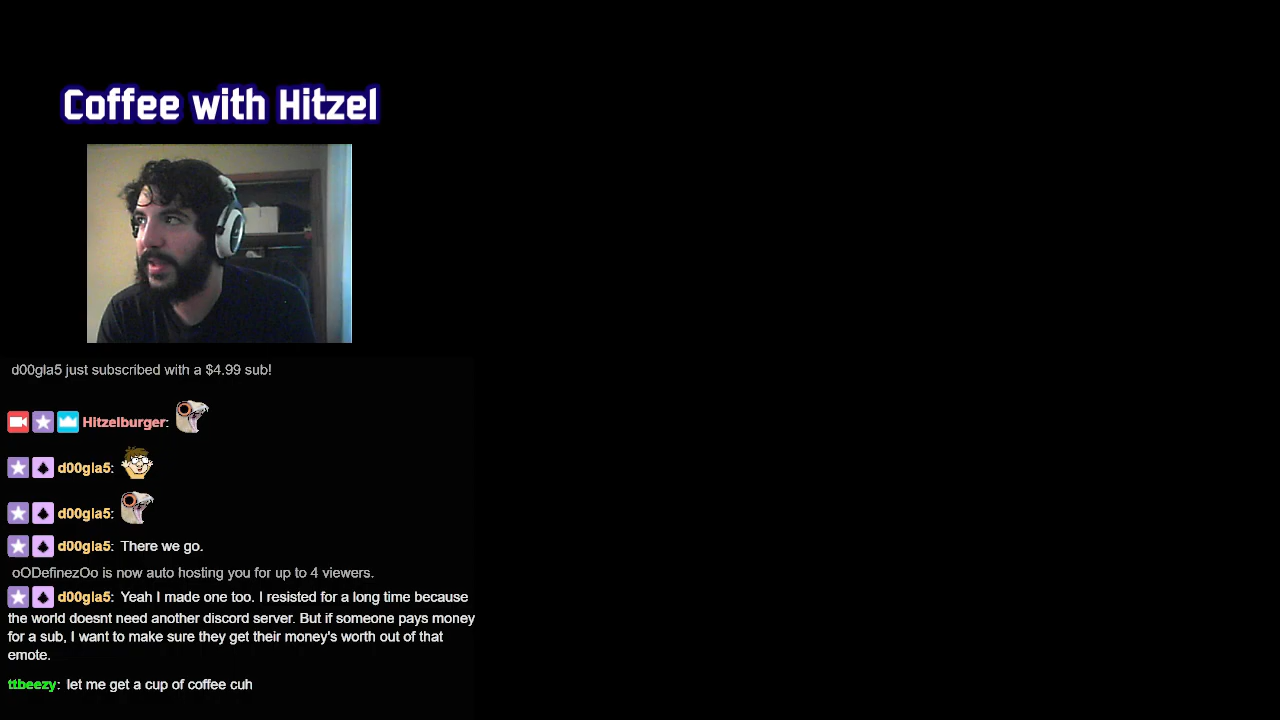 Coffee with Hitzel
d00gla5 just subscribed with a $4.99 sub!
Hitzelburger:
d00gla5:
d00gla5:
d00gla5: There we go.
oODefinezOo is now auto hosting you for up to 4 viewers.
d00gla5: Yeah I made one too. I resisted for a long time because
the world doesnt need another discord server. But if someone pays money
for a sub, I want to make sure they get their money's worth out of that
emote.
ttbeezy: let me get a cup of coffee cuh